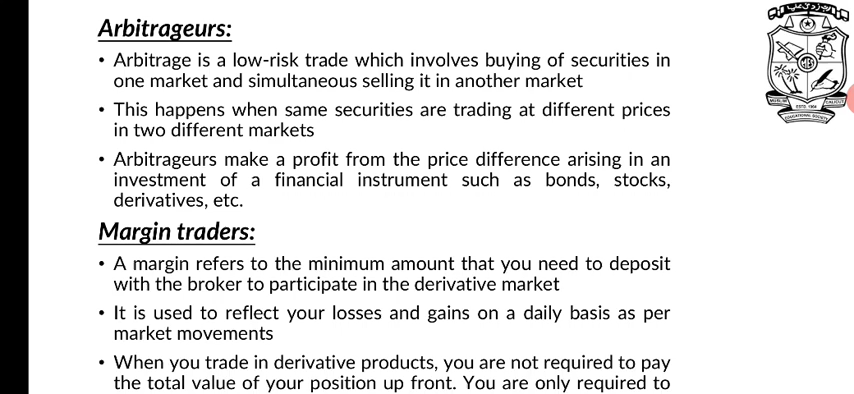 Arbitrageurs:
• Arbitrage is a low-risk trade which involves buying of securities in
one market and simultaneous selling it in another market
• This happens when same securities are trading at different prices
in two different markets
• Arbitrageurs make a profit from the price difference arising in an
investment of a financial instrument such as bonds, stocks,
derivatives, etc.
Margin traders:
• A margin refers to the minimum amount that you need to deposit
with the broker to participate in the derivative market
• It is used to reflect your losses and gains on a daily basis as per
market movements
• When you trade in derivative products, you are not required to pay
the total value of your position up front. You are only required to
MUSLIM
ESTD. 1964
CALICUT
EDUCATIONAL SOCIETY